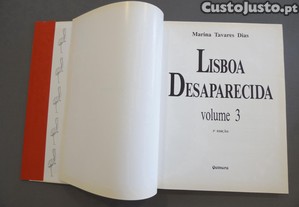 CustoJusto.pt
Marina Tavares Dias
LISBOA
DESAPARECIDA
volume 3
Quimera